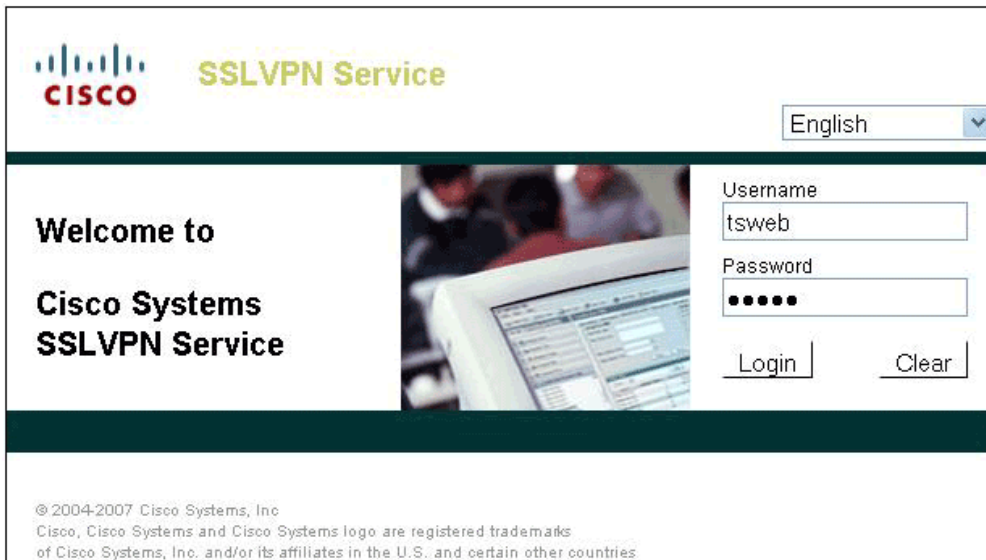 CISCO
SSLVPN Service
English
Welcome to
Cisco Systems
SSLVPN Service
Username
tsweb
Password
•••••
Login
Clear
© 2004-2007 Cisco Systems, Inc
Cisco, Cisco Systems and Cisco Systems logo are registered trademarks
of Cisco Systems, Inc. and/or its affiliates in the U.S. and certain other countries